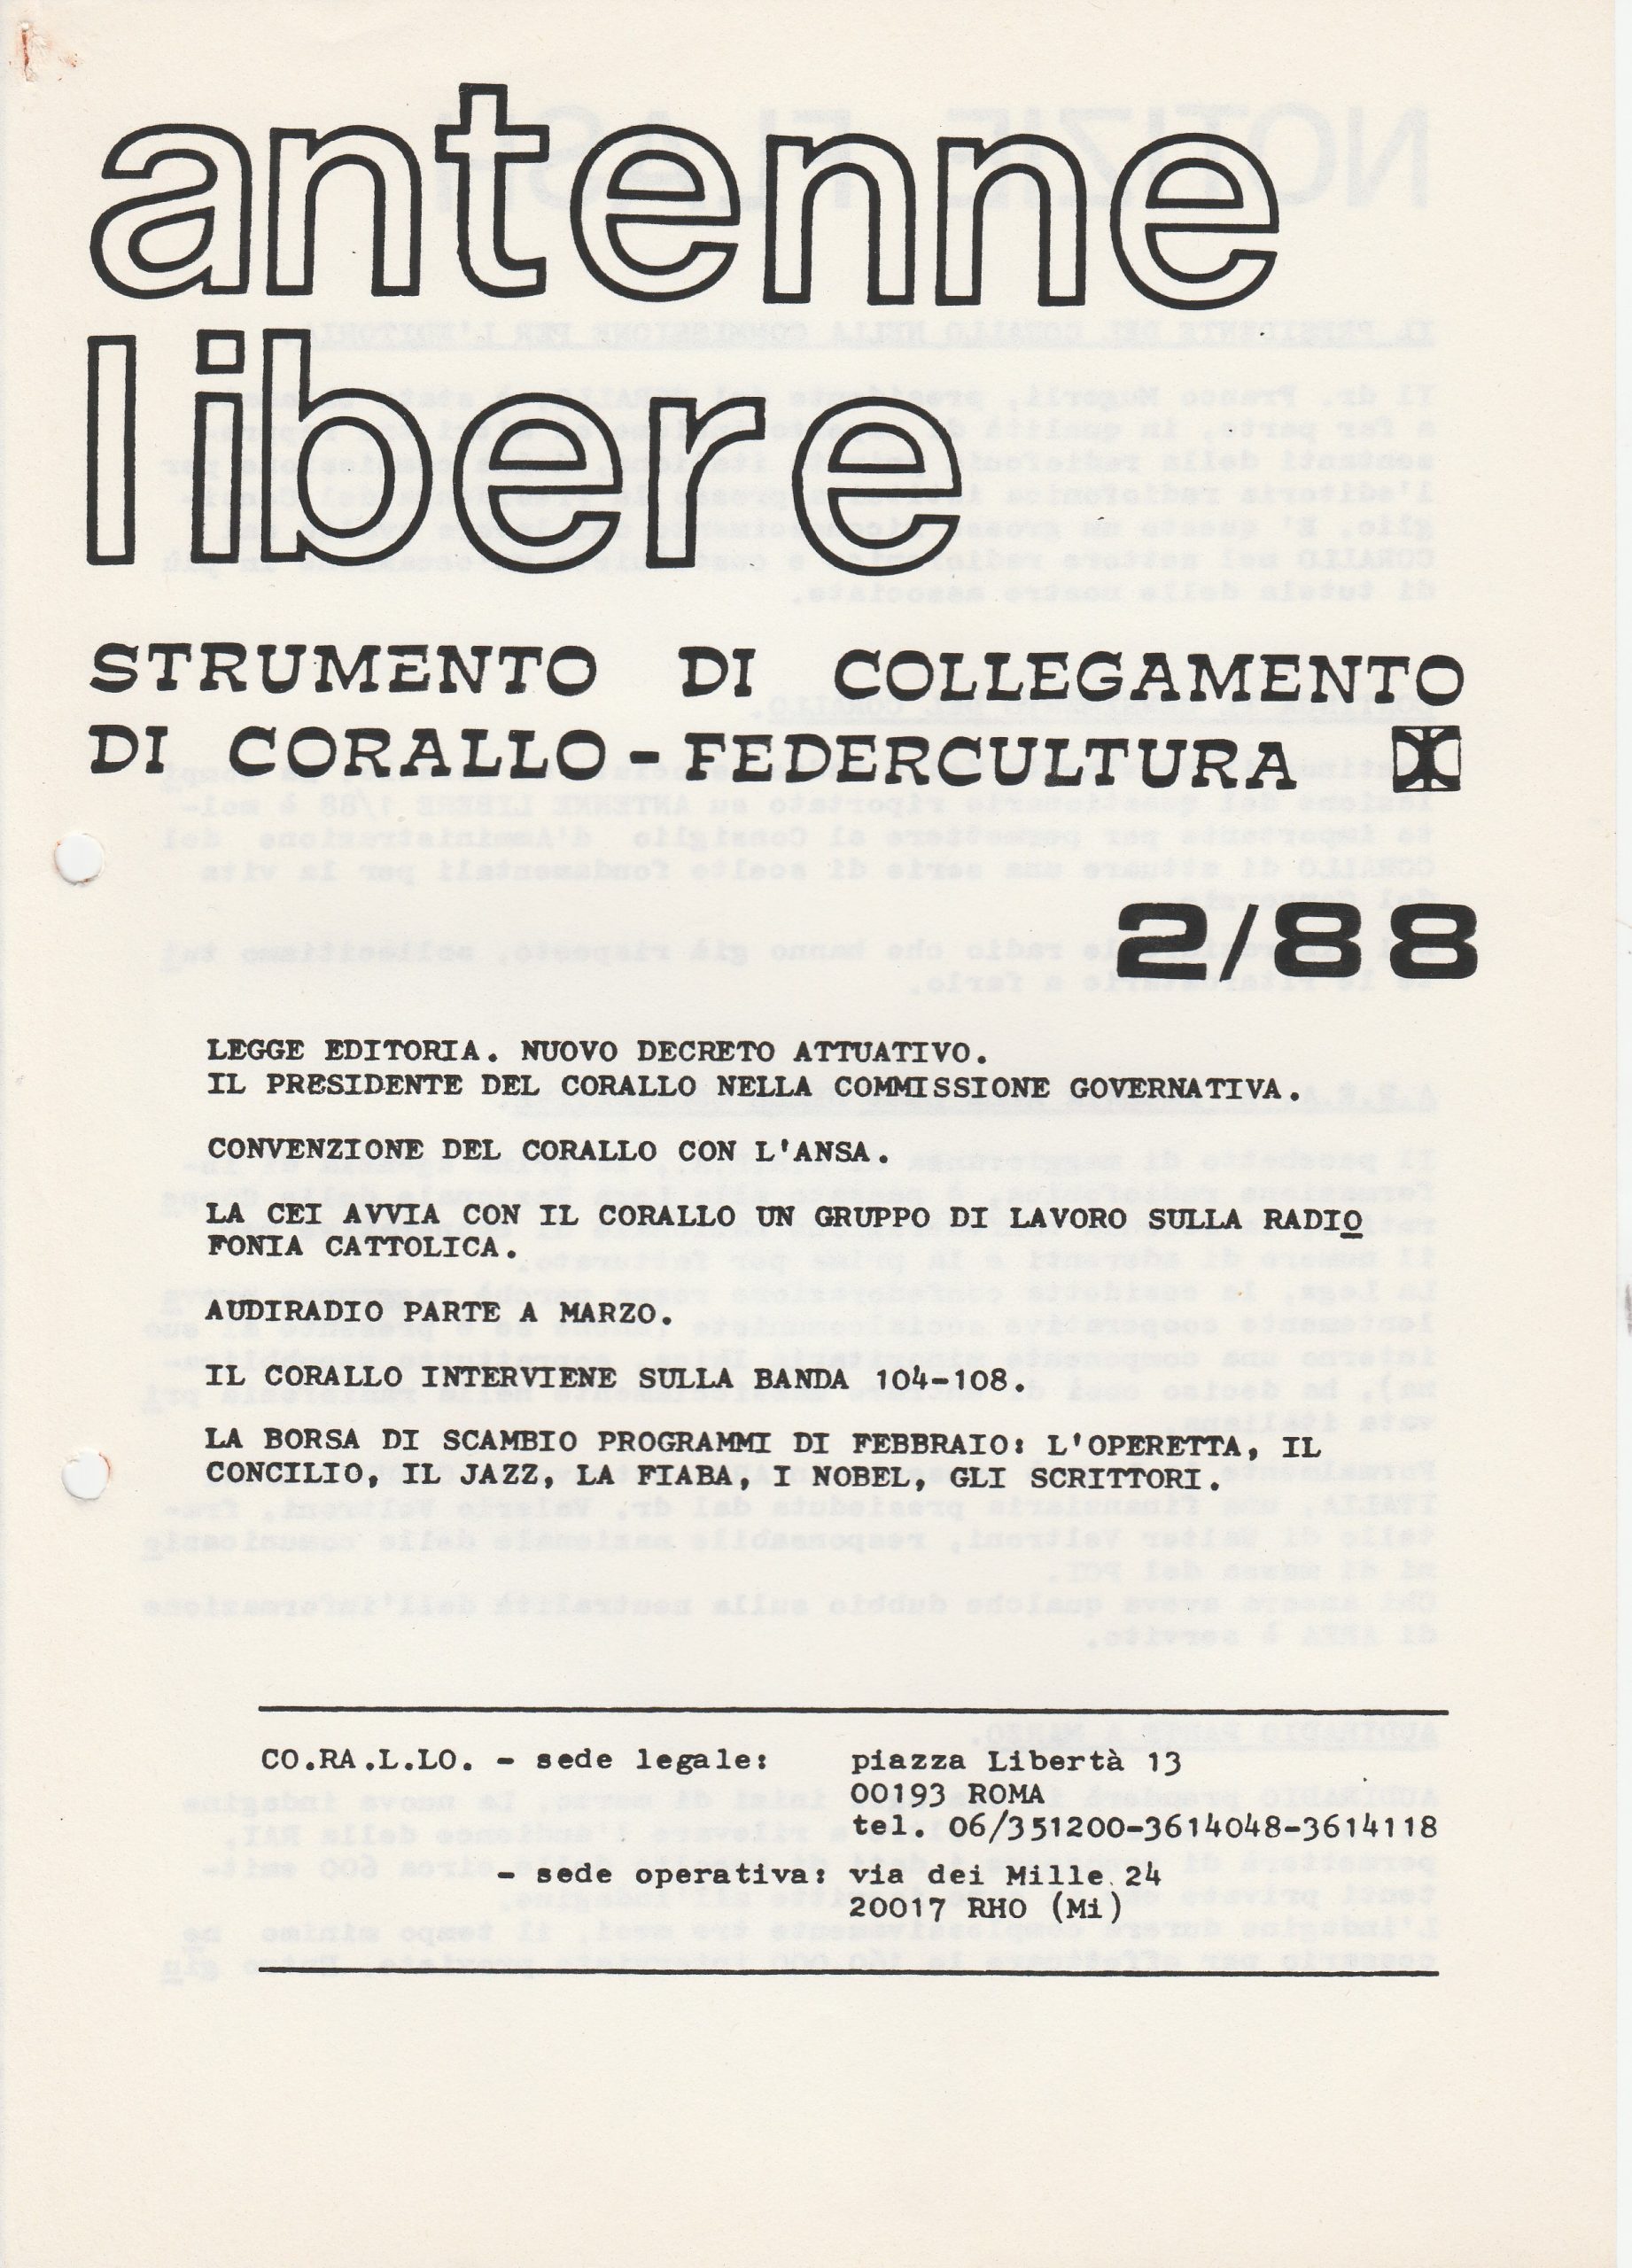 antenne
libere
STRUMENTO DI COLLEGAMENTO
DI CORALLO-FEDERCULTURA
2/88
LEGGE EDITORIA. NUOVO DECRETO ATTUATIVO.
IL PRESIDENTE DEL CORALLO NELLA COMMISSIONE GOVERNATIVA.
CONVENZIONE DEL CORALLO CON L'ANSA.
LA CEI AVVIA CON IL CORALLO UN GRUPPO DI LAVORO SULLA RADIO
FONIA CATTOLICA.
AUDIRADIO PARTE A MARZO.
IL CORALLO INTERVIENE SULLA BANDA 104-108.
LA BORSA DI SCAMBIO PROGRAMMI DI FEBBRAIO: L'OPERETTA, IL
CONCILIO, IL JAZZ, LA FIABA, I NOBEL, GLI SCRITTORI.
CO.RA.L.LO. - sede legale: piazza Libertà 13
00193 ROMA
tel. 06/351200-3614048-3614118
- sede operativa: via dei Mille 24
20017 RHO (Mi)